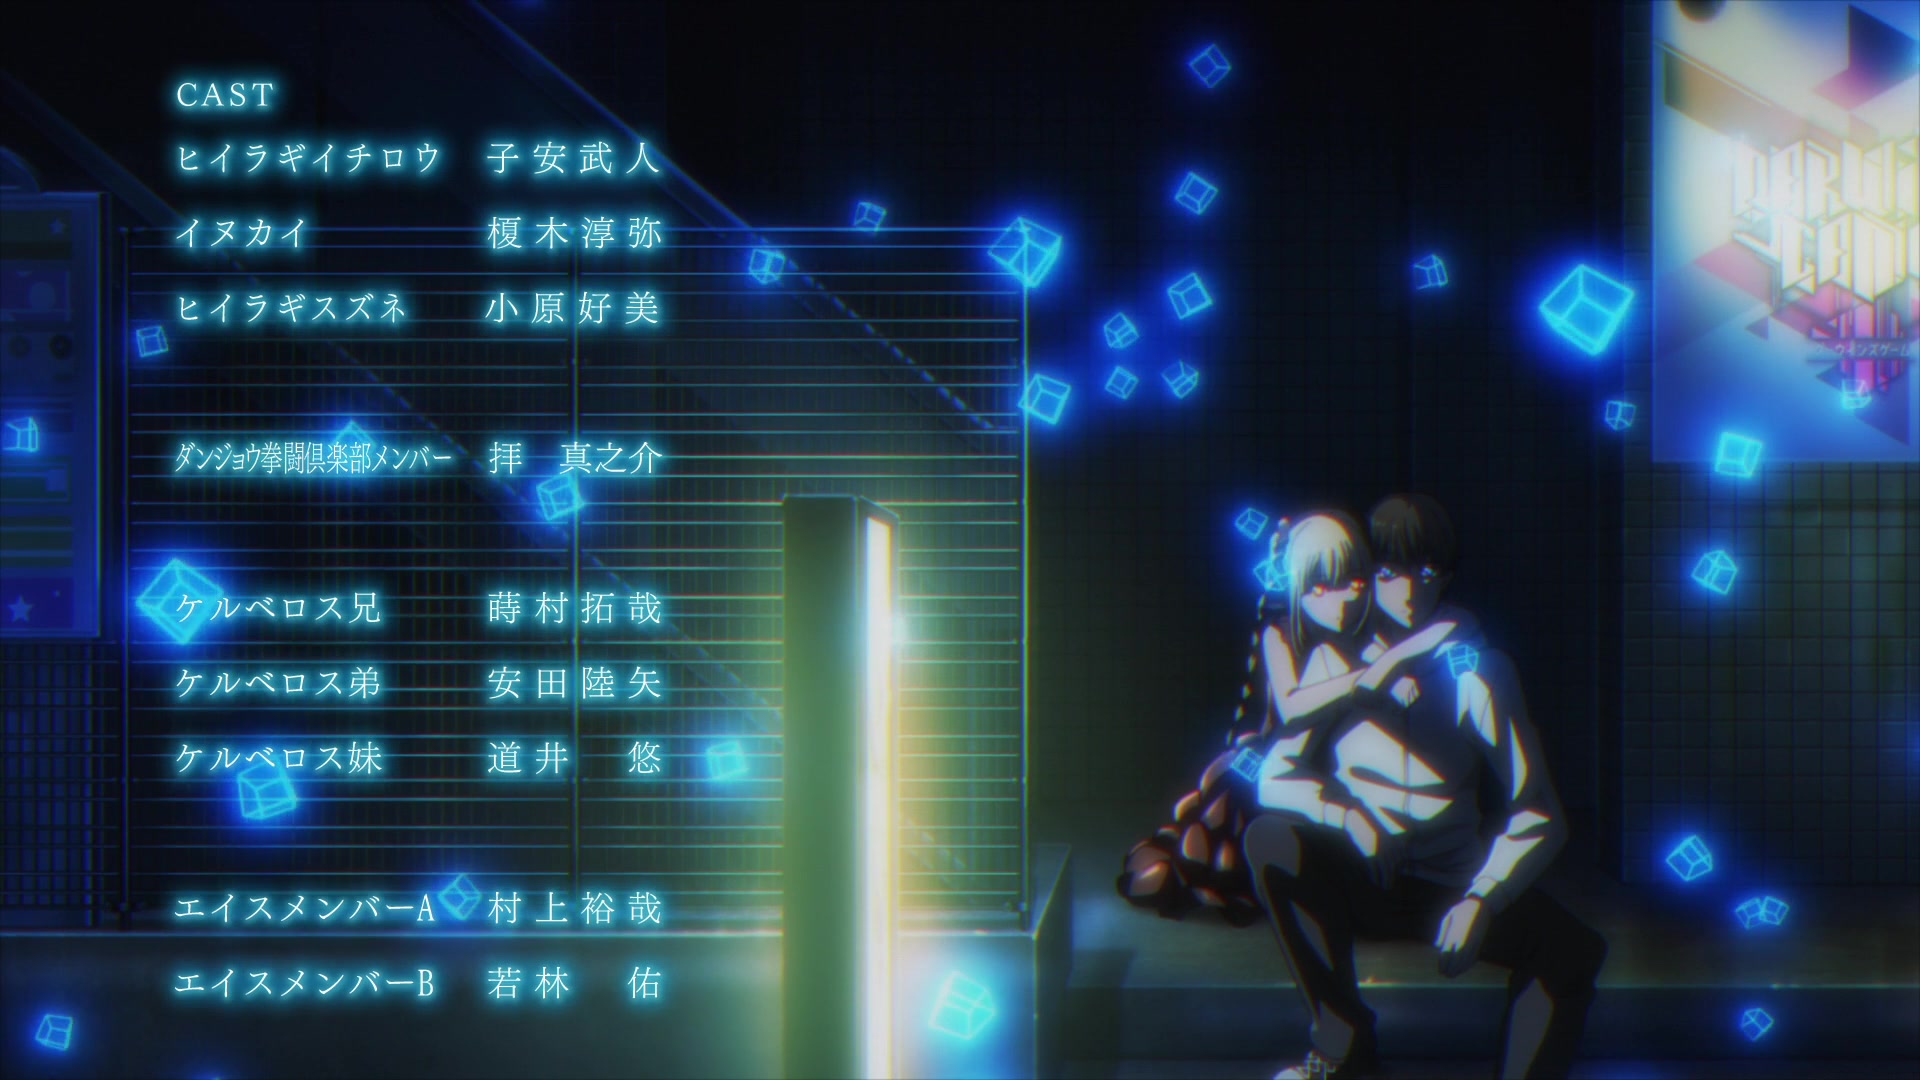 CAST
ヒイラギイチロウ 子安武人
イヌカイ 榎木淳弥
ヒイラギスズネ 小原好美
ダンジョウ拳闘倶楽部メンバー 拝 真之介
ケルベロス兄 蒔村拓哉
ケルベロス弟 安田陸矢
ケルベロス妹 道井 悠
エイスメンバーA 村上裕哉
エイスメンバーB 若林 佑